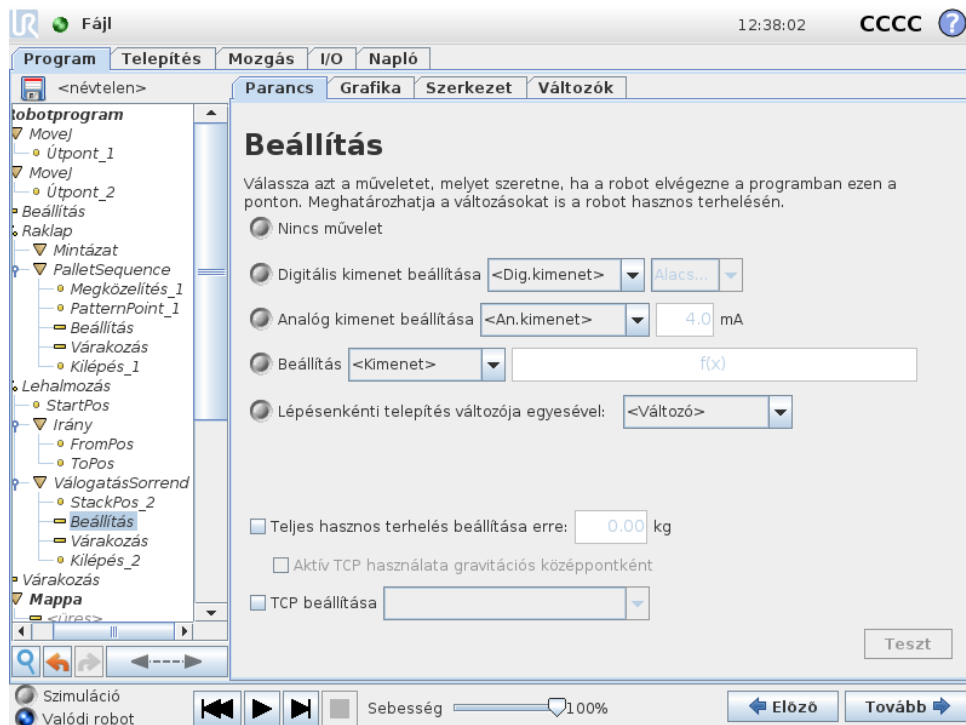 UR Fájl 12:38:02 CCCC ?
Program Telepítés Mozgás I/O Napló
<névtelen>
Parancs Grafika Szerkezet Változók
Robotprogram
MoveJ
Útpont_1
MoveJ
Útpont_2
Beállítás
Raklap
Mintázat
PalletSequence
Megközelítés_1
PatternPoint_1
Beállítás
Várakozás
Kilépés_1
Lehalmozás
StartPos
Irány
FromPos
ToPos
VálogatásSorrend
StackPos_2
Beállítás
Várakozás
Kilépés_2
Várakozás
Mappa
<üres>
Beállítás
Válassza azt a műveletet, melyet szeretne, ha a robot elvégezne a programban ezen a
ponton. Meghatározhatja a változásokat is a robot hasznos terhelésén.
Nincs művelet
Digitális kimenet beállítása <Dig.kimenet> Alacs...
Analóg kimenet beállítása <An.kimenet> 4.0 mA
Beállítás <Kimenet> f(x)
Lépésenkénti telepítés változója egyesével: <Változó>
Teljes hasznos terhelés beállítása erre: 0.00 kg
Aktív TCP használata gravitációs középpontként
TCP beállítása
Teszt
Szimuláció
Valódi robot
Sebesség 100%
Előző Tovább